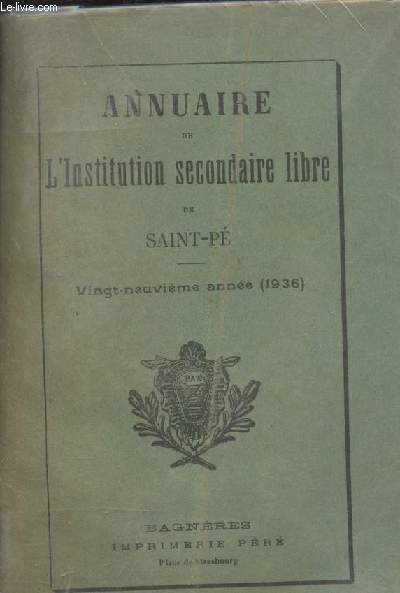 www.le-livre.com
ANNUAIRE
DE
L'Institution secondaire libre
DE
SAINT-PÉ
Vingt-neuvième année (1936)
PAX
BAGNÈRES
IMPRIMERIE PÉRÉ
Place de Strasbourg